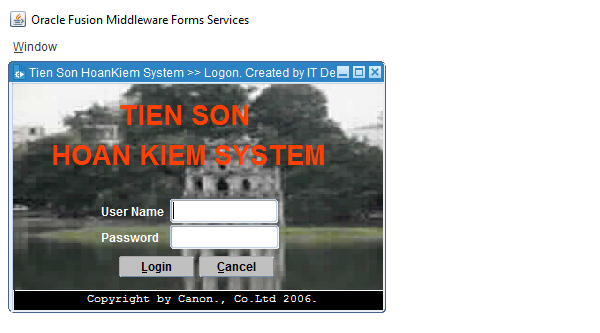 Oracle Fusion Middleware Forms Services
Window
Tien Son HoanKiem System >> Logon. Created by IT De
TIEN SON
HOAN KIEM SYSTEM
User Name
Password
Login Cancel
Copyright by Canon., Co.Ltd 2006.